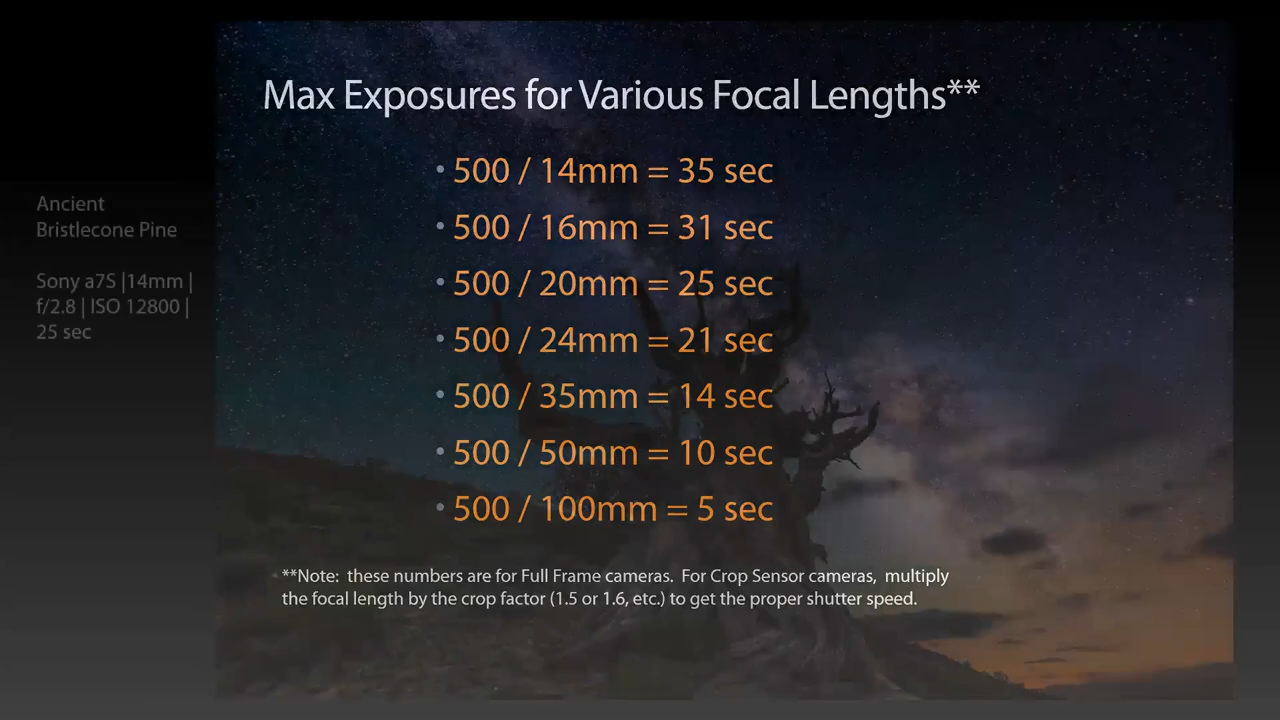 Max Exposures for Various Focal Lengths**
• 500 / 14mm = 35 sec
• 500 / 16mm = 31 sec
• 500 / 20mm = 25 sec
• 500 / 24mm = 21 sec
• 500 / 35mm = 14 sec
• 500 / 50mm = 10 sec
• 500 / 100mm = 5 sec
**Note: these numbers are for Full Frame cameras. For Crop Sensor cameras, multiply
the focal length by the crop factor (1.5 or 1.6, etc.) to get the proper shutter speed.
Ancient
Bristlecone Pine
Sony a7S |14mm |
f/2.8 | ISO 12800 |
25 sec